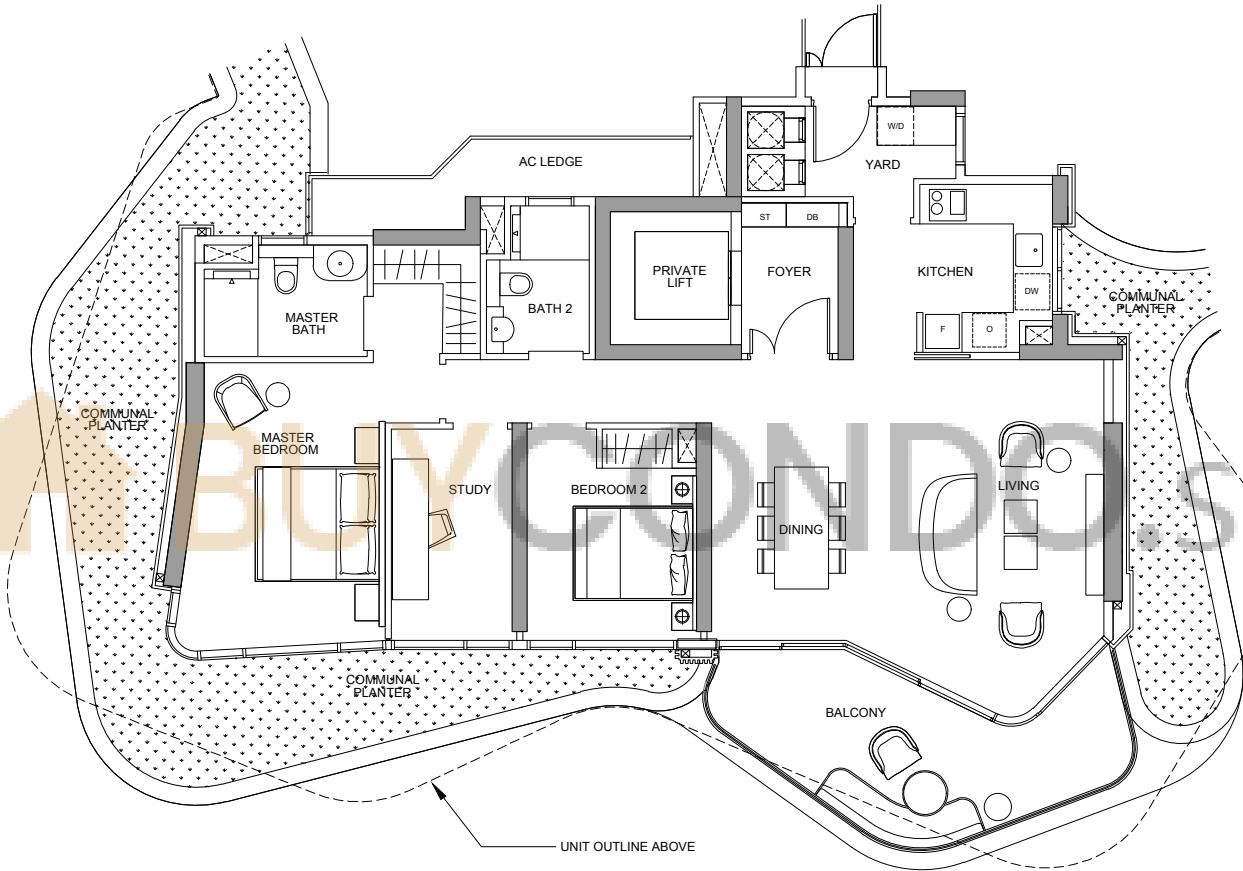 AC LEDGE
W/D
YARD
ST
DB
PRIVATE
LIFT
FOYER
KITCHEN
DW
F
O
COMMUNAL
PLANTER
MASTER
BATH
BATH 2
COMMUNAL
PLANTER
MASTER
BEDROOM
STUDY
BEDROOM 2
DINING
LIVING
BUYCONDO.s
COMMUNAL
PLANTER
BALCONY
UNIT OUTLINE ABOVE